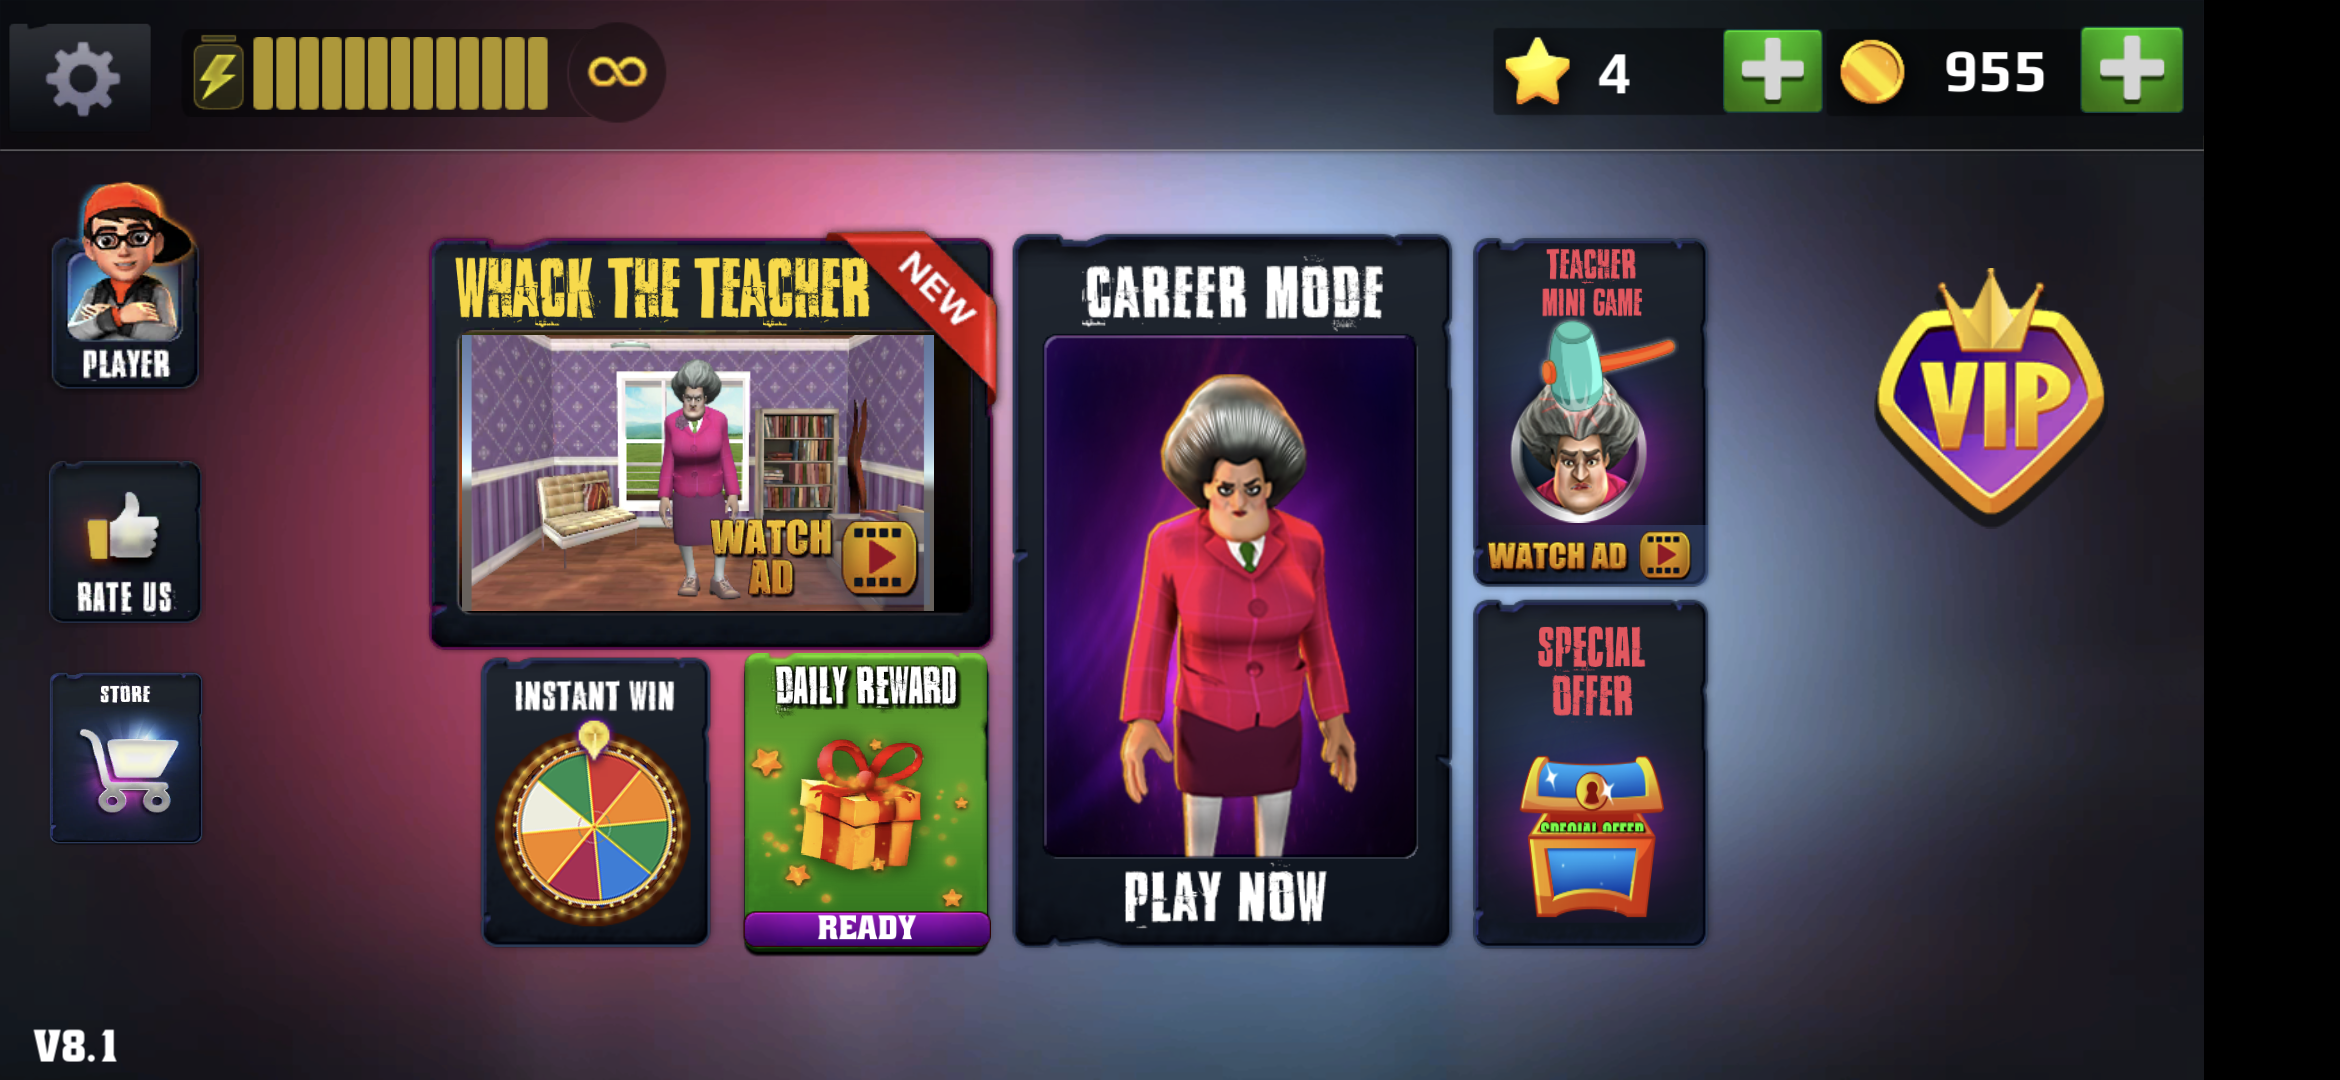 4
955
PLAYER
RATE US
STORE
WHACK THE TEACHER
NEW
WATCH
AD
INSTANT WIN
DAILY REWARD
READY
CAREER MODE
PLAY NOW
TEACHER
MINI GAME
WATCH AD
SPECIAL
OFFER
SPECIAL OFFER
VIP
V8.1